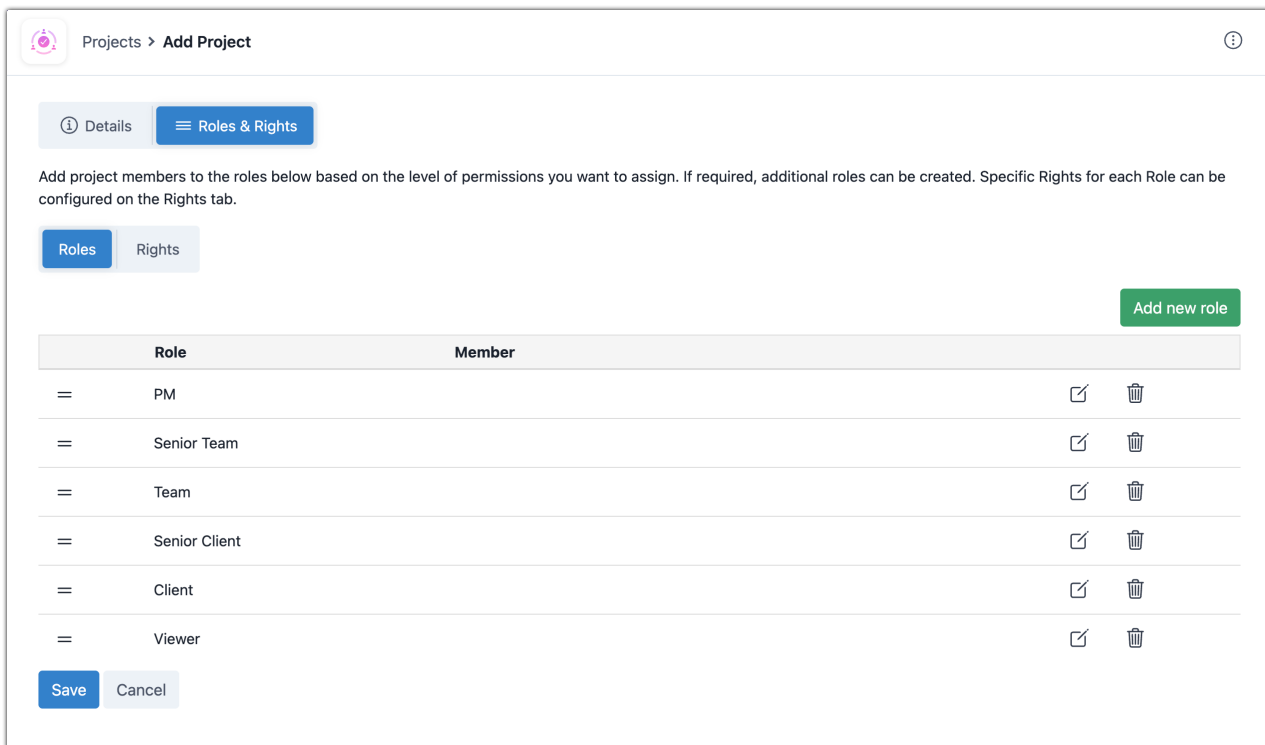 Projects > Add Project
Details
Roles & Rights
Add project members to the roles below based on the level of permissions you want to assign. If required, additional roles can be created. Specific Rights for each Role can be
configured on the Rights tab.
Roles
Rights
Add new role
Role Member
PM
Senior Team
Team
Senior Client
Client
Viewer
Save
Cancel